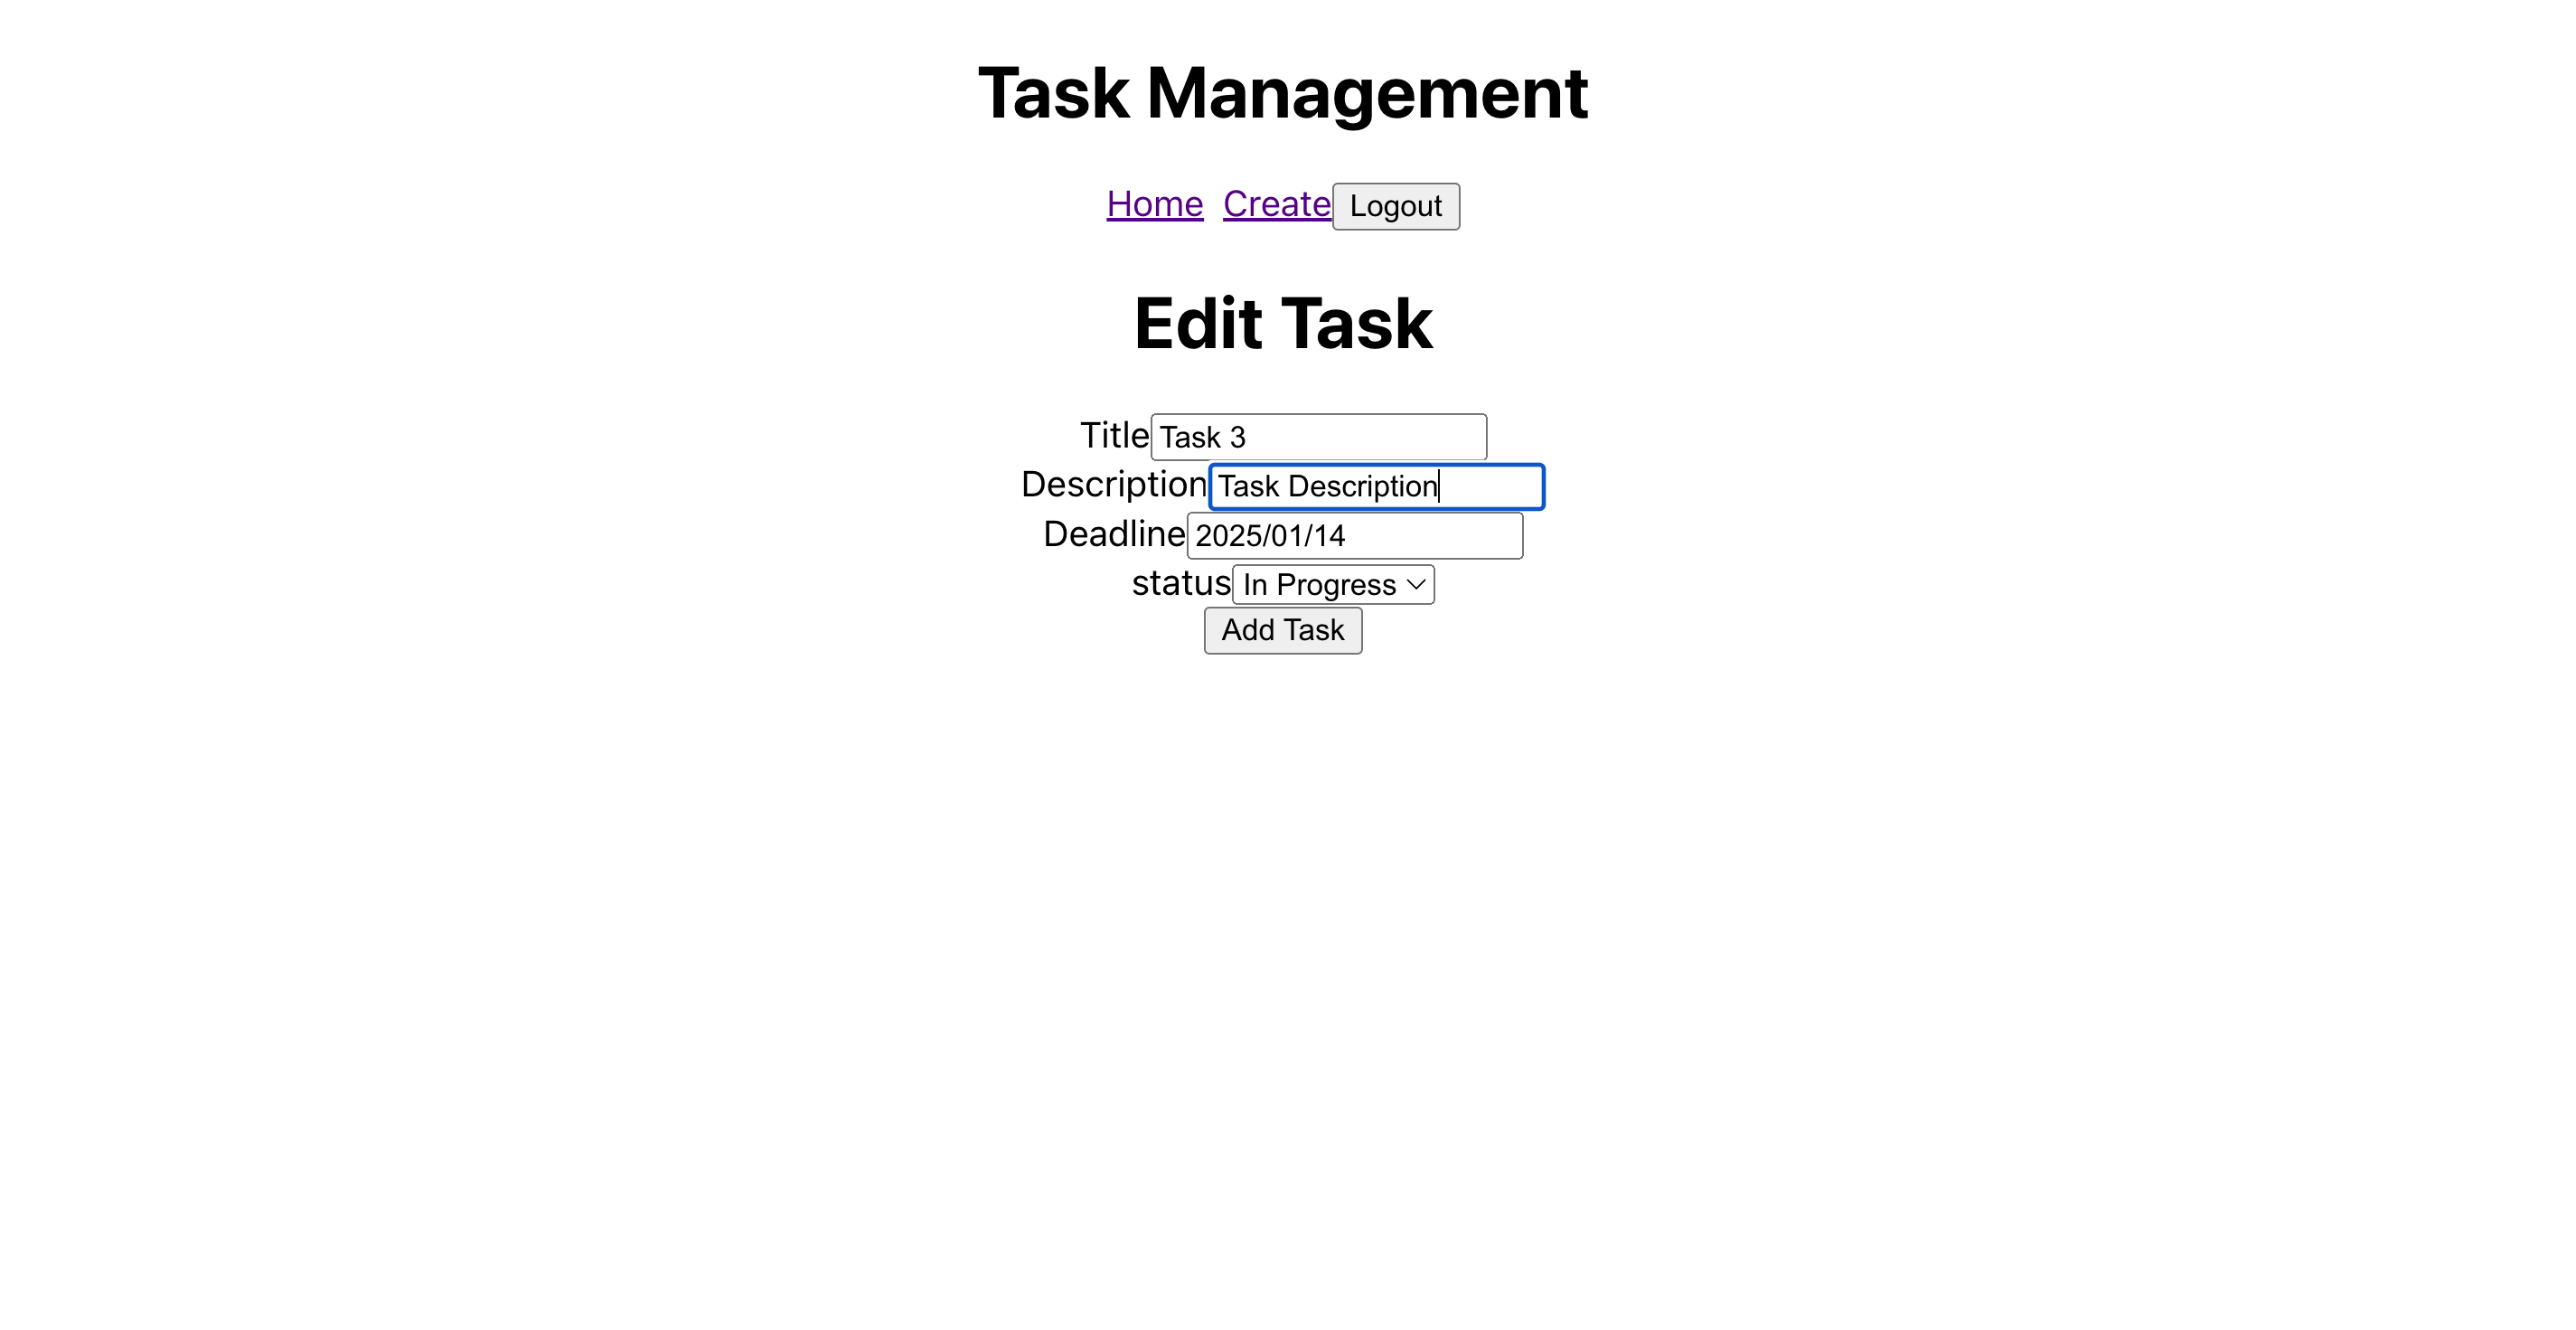 Task Management
Home Create Logout
Edit Task
Title Task 3
Description Task Description
Deadline 2025/01/14
status In Progress
Add Task